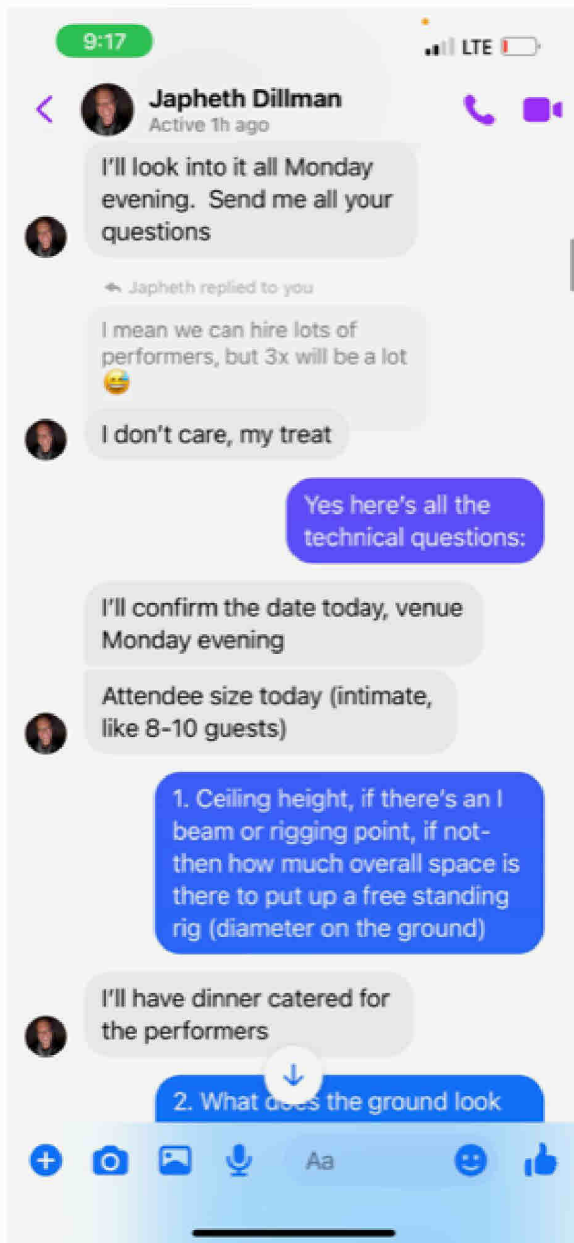 9:17
LTE
Japheth Dillman
Active 1h ago
I'll look into it all Monday
evening.  Send me all your
questions
Japheth replied to you
I mean we can hire lots of
performers, but 3x will be a lot
😅
I don't care, my treat
Yes here's all the
technical questions:
I'll confirm the date today, venue
Monday evening
Attendee size today (intimate,
like 8-10 guests)
1. Ceiling height, if there's an I
beam or rigging point, if not-
then how much overall space is
there to put up a free standing
rig (diameter on the ground)
I'll have dinner catered for
the performers
2. What does the ground look
Aa